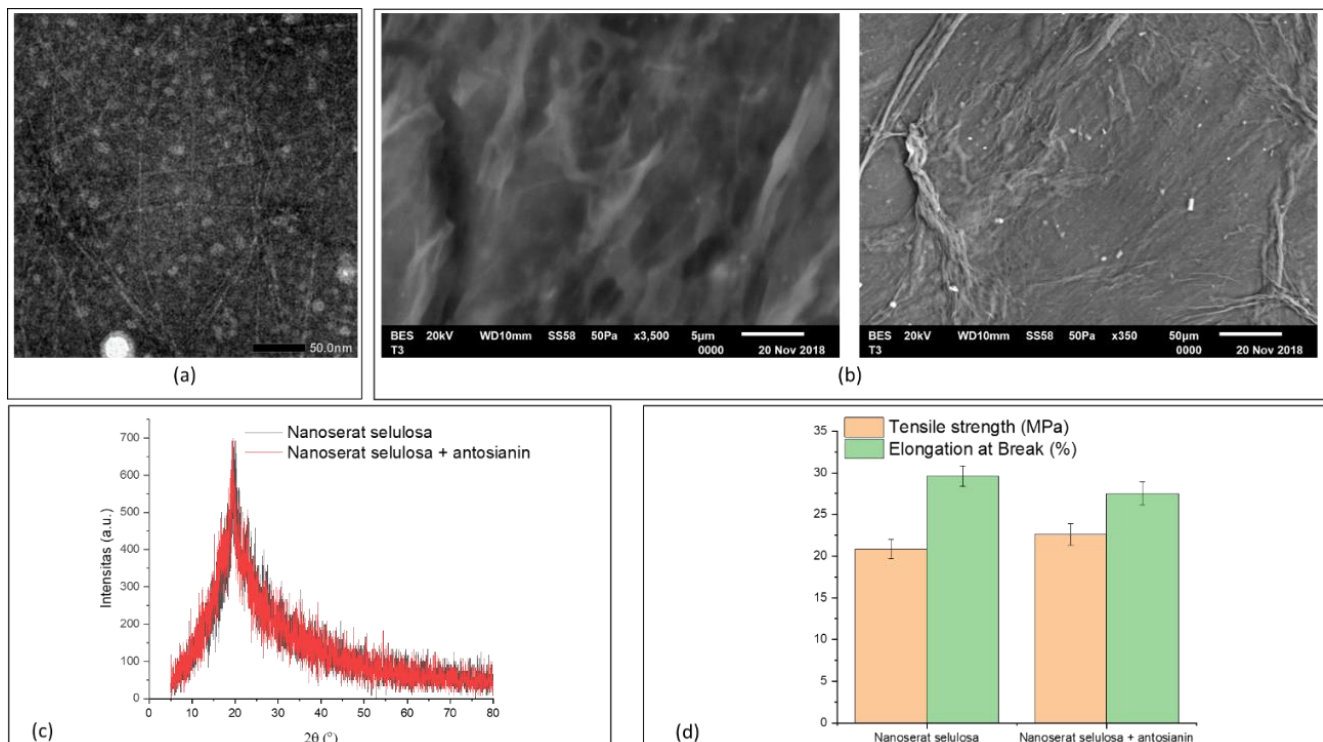 50.0nm
(a)
BES 20kV WD10mm SS58 50Pa x3,500 5µm
T3 0000 20 Nov 2018
BES 20kV WD10mm SS58 50Pa x350 50µm
T3 0000 20 Nov 2018
(b)
Nanoserat selulosa
Nanoserat selulosa + antosianin
700
600
500
400
300
200
100
0
Intensitas (a.u.)
0 10 20 30 40 50 60 70 80
2θ (°)
(c)
Tensile strength (MPa)
Elongation at Break (%)
35
30
25
20
15
10
5
0
Nanoserat selulosa Nanoserat selulosa + antosianin
(d)